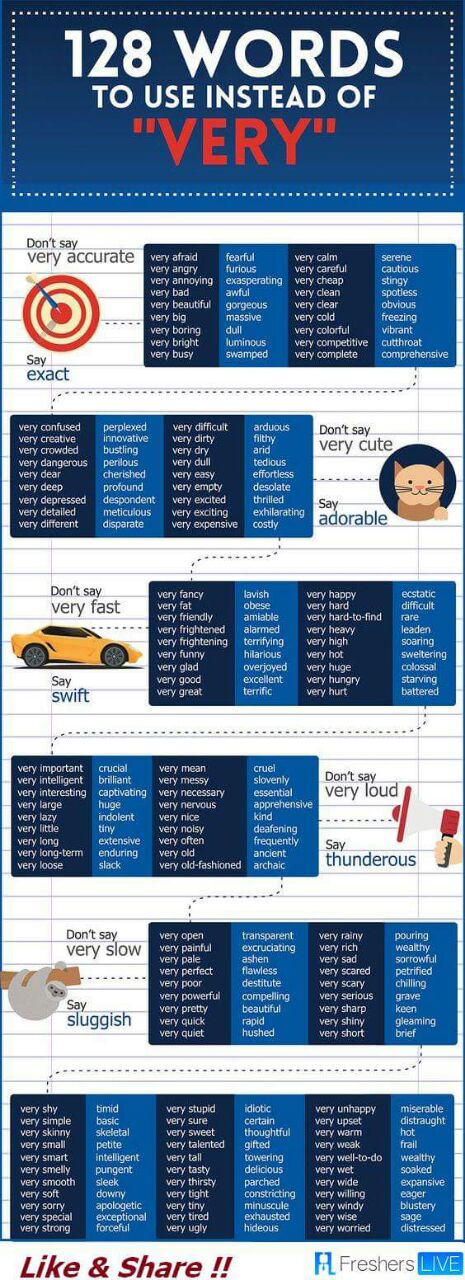 128 WORDS
TO USE INSTEAD OF
"VERY"
Don't say
very accurate
Say
exact
very afraid fearful very calm serene
very angry furious very careful cautious
very annoying exasperating very cheap stingy
very bad awful very clean spotless
very beautiful gorgeous very clear obvious
very big massive very cold freezing
very boring dull very colorful vibrant
very bright luminous very competitive cutthroat
very busy swamped very complete comprehensive
very confused perplexed very difficult arduous
very creative innovative very dirty filthy
very crowded bustling very dry arid
very dangerous perilous very dull tedious
very dear cherished very easy effortless
very deep profound very empty desolate
very depressed despondent very excited thrilled
very detailed meticulous very exciting exhilarating
very different disparate very expensive costly
Don't say
very cute
Say
adorable
Don't say
very fast
Say
swift
very fancy lavish very happy ecstatic
very fat obese very hard difficult
very friendly amiable very hard-to-find rare
very frightened alarmed very heavy leaden
very frightening terrifying very high soaring
very funny hilarious very hot sweltering
very glad overjoyed very huge colossal
very good excellent very hungry starving
very great terrific very hurt battered
very important crucial very mean cruel
very intelligent brilliant very messy slovenly
very interesting captivating very necessary essential
very large huge very nervous apprehensive
very lazy indolent very nice kind
very little tiny very noisy deafening
very long extensive very often frequently
very long-term enduring very old ancient
very loose slack very old-fashioned archaic
Don't say
very loud
Say
thunderous
Don't say
very slow
Say
sluggish
very open transparent very rainy pouring
very painful excruciating very rich wealthy
very pale ashen very sad sorrowful
very perfect flawless very scared petrified
very poor destitute very scary chilling
very powerful compelling very serious grave
very pretty beautiful very sharp keen
very quick rapid very shiny gleaming
very quiet hushed very short brief
very shy timid very stupid idiotic very unhappy miserable
very simple basic very sure certain very upset distraught
very skinny skeletal very sweet thoughtful very warm hot
very small petite very talented gifted very weak frail
very smart intelligent very tall towering very well-to-do wealthy
very smelly pungent very tasty delicious very wet soaked
very smooth sleek very thirsty parched very wide expansive
very soft downy very tight constricting very willing eager
very sorry apologetic very tiny minuscule very windy blustery
very special exceptional very tired exhausted very wise sage
very strong forceful very ugly hideous very worried distressed
Like & Share !!
Freshers LIVE